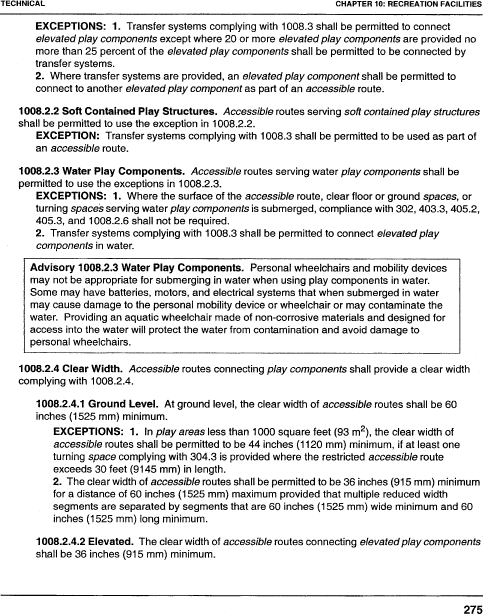 TECHNICAL CHAPTER 10: RECREATION FACILITIES
EXCEPTIONS: 1. Transfer systems complying with 1008.3 shall be permitted to connect
elevated play components except where 20 or more elevated play components are provided no
more than 25 percent of the elevated play components shall be permitted to be connected by
transfer systems.
2. Where transfer systems are provided, an elevated play component shall be permitted to
connect to another elevated play component as part of an accessible route.
1008.2.2 Soft Contained Play Structures. Accessible routes serving soft contained play structures
shall be permitted to use the exception in 1008.2.2.
EXCEPTION: Transfer systems complying with 1008.3 shall be permitted to be used as part of
an accessible route.
1008.2.3 Water Play Components. Accessible routes serving water play components shall be
permitted to use the exceptions in 1008.2.3.
EXCEPTIONS: 1. Where the surface of the accessible route, clear floor or ground spaces, or
turning spaces serving water play components is submerged, compliance with 302, 403.3, 405.2,
405.3, and 1008.2.6 shall not be required.
2. Transfer systems complying with 1008.3 shall be permitted to connect elevated play
components in water.
Advisory 1008.2.3 Water Play Components. Personal wheelchairs and mobility devices
may not be appropriate for submerging in water when using play components in water.
Some may have batteries, motors, and electrical systems that when submerged in water
may cause damage to the personal mobility device or wheelchair or may contaminate the
water. Providing an aquatic wheelchair made of non-corrosive materials and designed for
access into the water will protect the water from contamination and avoid damage to
personal wheelchairs.
1008.2.4 Clear Width. Accessible routes connecting play components shall provide a clear width
complying with 1008.2.4.
1008.2.4.1 Ground Level. At ground level, the clear width of accessible routes shall be 60
inches (1525 mm) minimum.
EXCEPTIONS: 1. In play areas less than 1000 square feet (93 m²), the clear width of
accessible routes shall be permitted to be 44 inches (1120 mm) minimum, if at least one
turning space complying with 304.3 is provided where the restricted accessible route
exceeds 30 feet (9145 mm) in length.
2. The clear width of accessible routes shall be permitted to be 36 inches (915 mm) minimum
for a distance of 60 inches (1525 mm) maximum provided that multiple reduced width
segments are separated by segments that are 60 inches (1525 mm) wide minimum and 60
inches (1525 mm) long minimum.
1008.2.4.2 Elevated. The clear width of accessible routes connecting elevated play components
shall be 36 inches (915 mm) minimum.
275